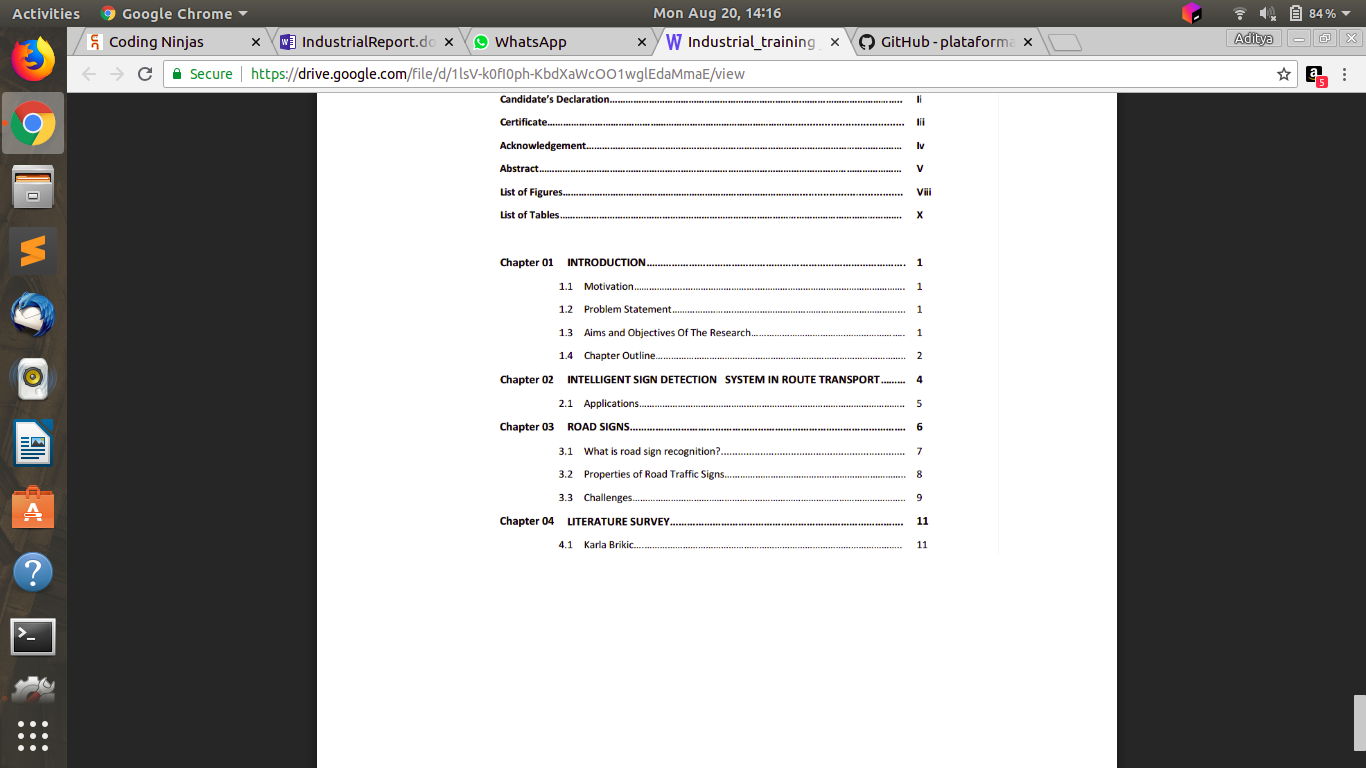 Activities Google Chrome Mon Aug 20, 14:16 84 %
Coding Ninjas IndustrialReport.do WhatsApp Industrial_training_ GitHub - plataforma Aditya
Secure https://drive.google.com/file/d/1lsV-k0fI0ph-KbdXaWcOO1wglEdaMmaE/view 5
Candidate's Declaration Ii
Certificate Iii
Acknowledgement Iv
Abstract V
List of Figures Viii
List of Tables X
Chapter 01 INTRODUCTION 1
1.1 Motivation 1
1.2 Problem Statement 1
1.3 Aims and Objectives Of The Research 1
1.4 Chapter Outline 2
Chapter 02 INTELLIGENT SIGN DETECTION SYSTEM IN ROUTE TRANSPORT 4
2.1 Applications 5
Chapter 03 ROAD SIGNS 6
3.1 What is road sign recognition? 7
3.2 Properties of Road Traffic Signs 8
3.3 Challenges 9
Chapter 04 LITERATURE SURVEY 11
4.1 Karla Brikic 11